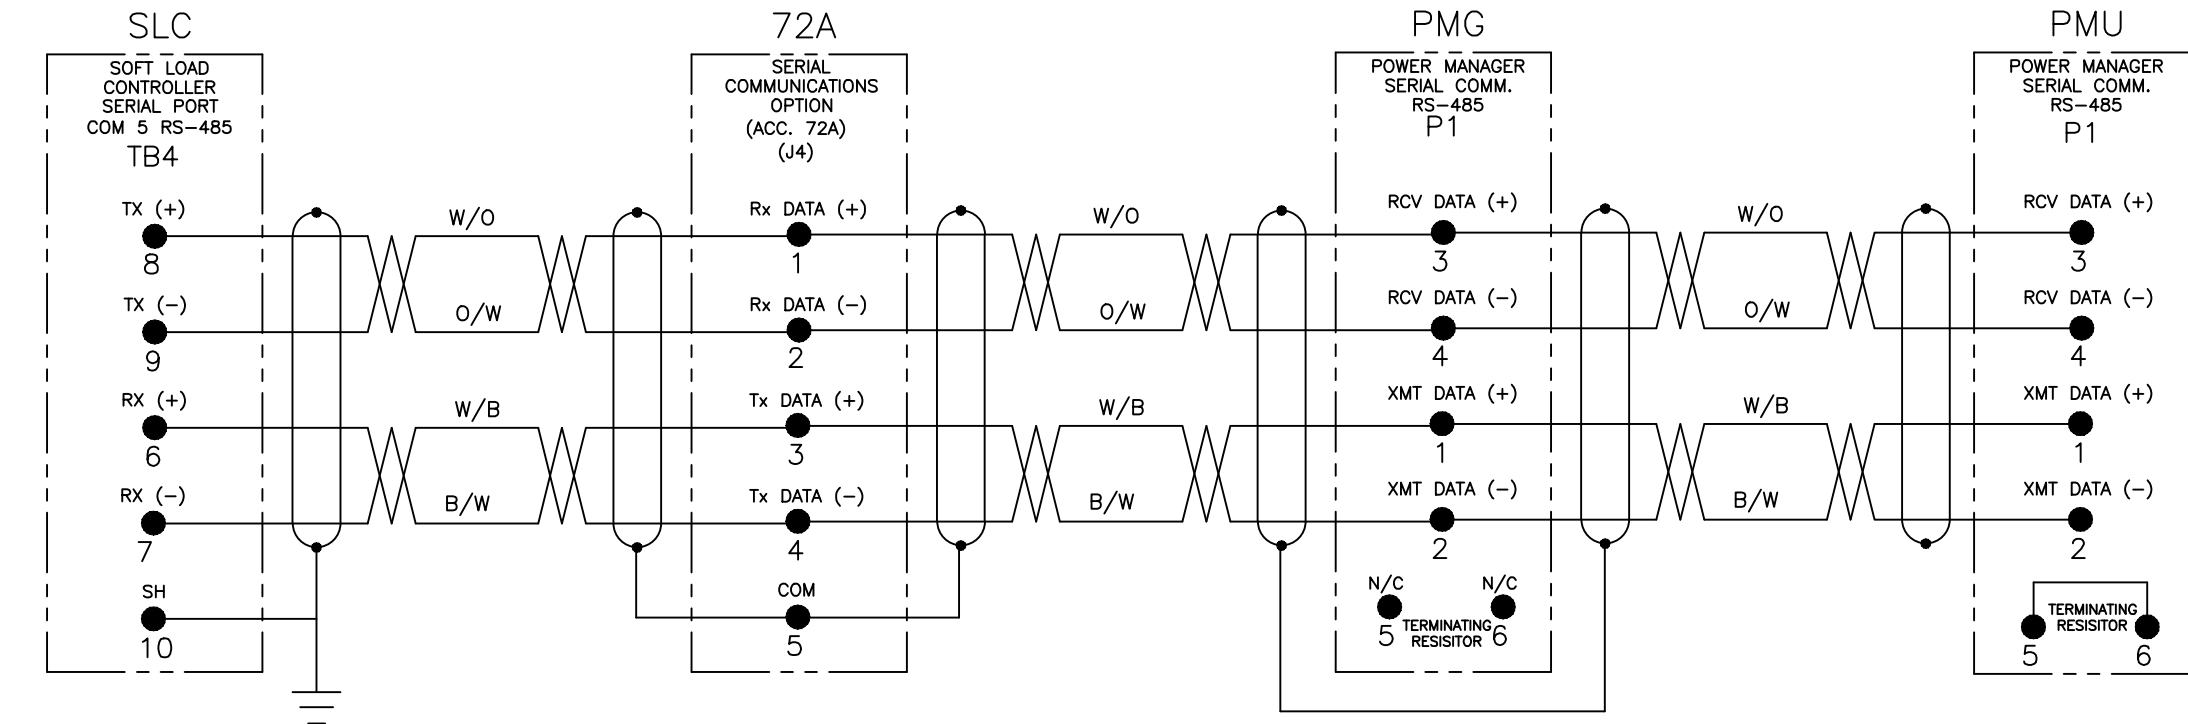 SLC
SOFT LOAD
CONTROLLER
SERIAL PORT
COM 5 RS-485
TB4
TX (+)
8
TX (-)
9
RX (+)
6
RX (-)
7
SH
10
W/O
O/W
W/B
B/W
72A
SERIAL
COMMUNICATIONS
OPTION
(ACC. 72A)
(J4)
Rx DATA (+)
1
Rx DATA (-)
2
Tx DATA (+)
3
Tx DATA (-)
4
COM
5
W/O
O/W
W/B
B/W
PMG
POWER MANAGER
SERIAL COMM.
RS-485
P1
RCV DATA (+)
3
RCV DATA (-)
4
XMT DATA (+)
1
XMT DATA (-)
2
N/C N/C
5 TERMINATING 6
RESISITOR
W/O
O/W
W/B
B/W
PMU
POWER MANAGER
SERIAL COMM.
RS-485
P1
RCV DATA (+)
3
RCV DATA (-)
4
XMT DATA (+)
1
XMT DATA (-)
2
TERMINATING
RESISITOR
5 6